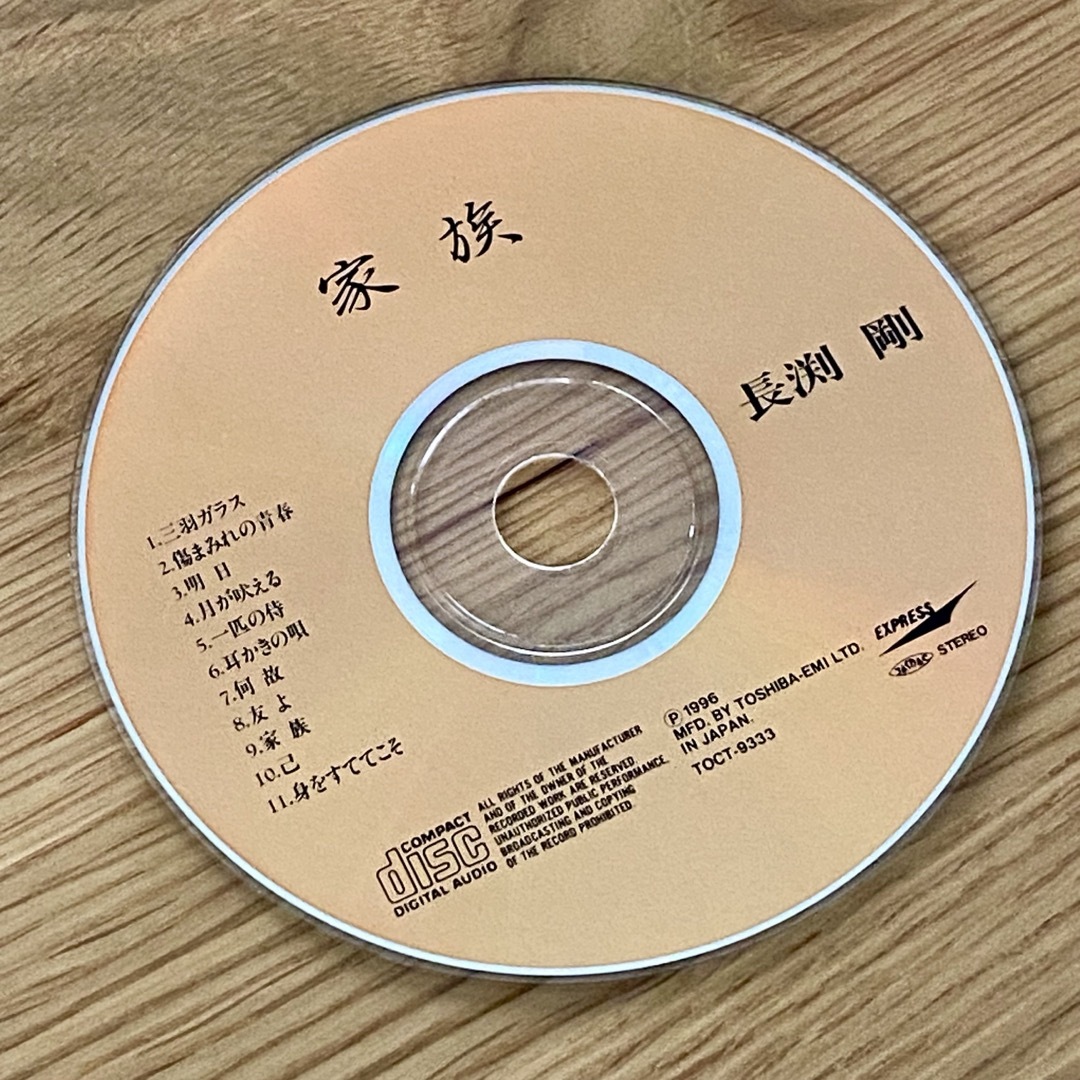 家族
長渕 剛
1.三羽ガラス
2.傷まみれの青春
3.明日
4.月が吠える
5.一匹の侍
6.耳かきの唄
7.何故
8.友よ
9.家族
10.己
11.身をすててこそ
COMPACT
disc
DIGITAL AUDIO
ALL RIGHTS OF THE MANUFACTURER
AND OF THE OWNER OF THE
RECORDED WORK ARE RESERVED
UNAUTHORIZED PUBLIC PERFORMANCE.
BROADCASTING AND COPYING
OF THE RECORD PROHIBITED.
Ⓟ 1996
MFD. BY TOSHIBA-EMI LTD.
IN JAPAN.
TOCT-9333
EXPRESS
JASRAC STEREO